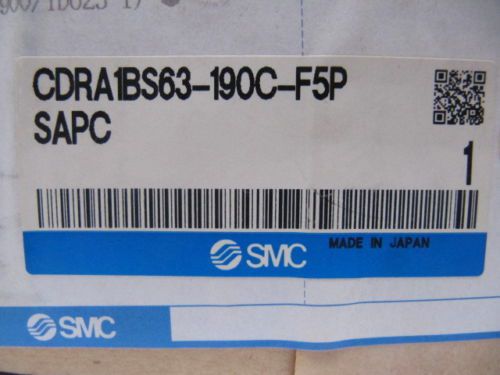 CDRA1BS63-190C-F5P
SAPC
1
MADE IN JAPAN
SMC
SMC